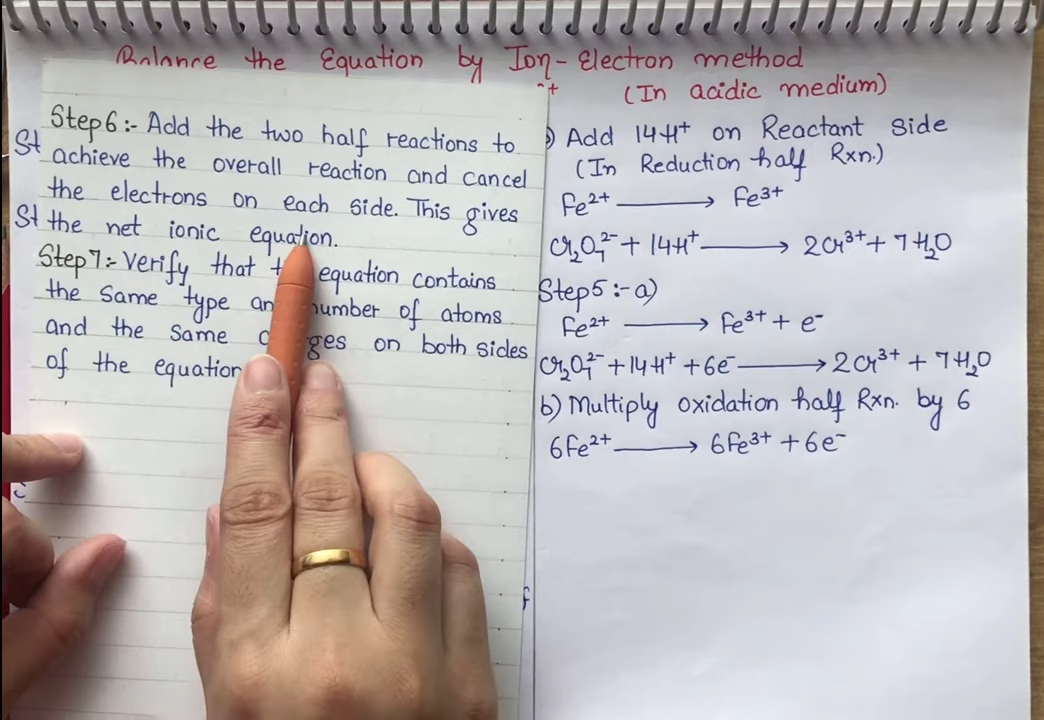 Balance the Equation by Ion-Electron method
(In acidic medium)
Step6:- Add the two half reactions to
achieve the overall reaction and cancel
the electrons on each side. This gives
the net ionic equation.
Step7:- Verify that equation contains
the same type number of atoms
and the same on both sides
of the equation
St
St
Add 14H⁺ on Reactant side
(In Reduction half Rxn.)
Fe²⁺ ⟶ Fe³⁺
Cr₂O₇²⁻ + 14H⁺ ⟶ 2Cr³⁺ + 7H₂O
Step5:- a)
Fe²⁺ ⟶ Fe³⁺ + e⁻
Cr₂O₇²⁻ + 14H⁺ + 6e⁻ ⟶ 2Cr³⁺ + 7H₂O
b) Multiply oxidation half Rxn. by 6
6Fe²⁺ ⟶ 6Fe³⁺ + 6e⁻